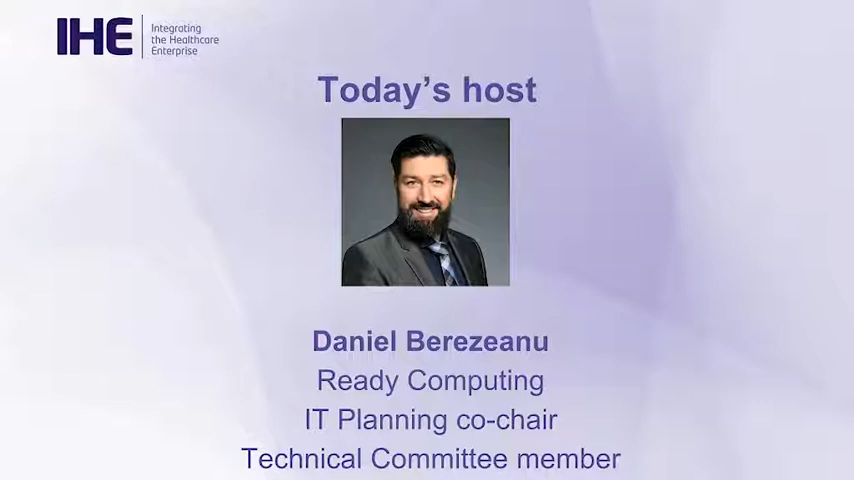 IHE
Integrating
the Healthcare
Enterprise
Today's host
Daniel Berezeanu
Ready Computing
IT Planning co-chair
Technical Committee member